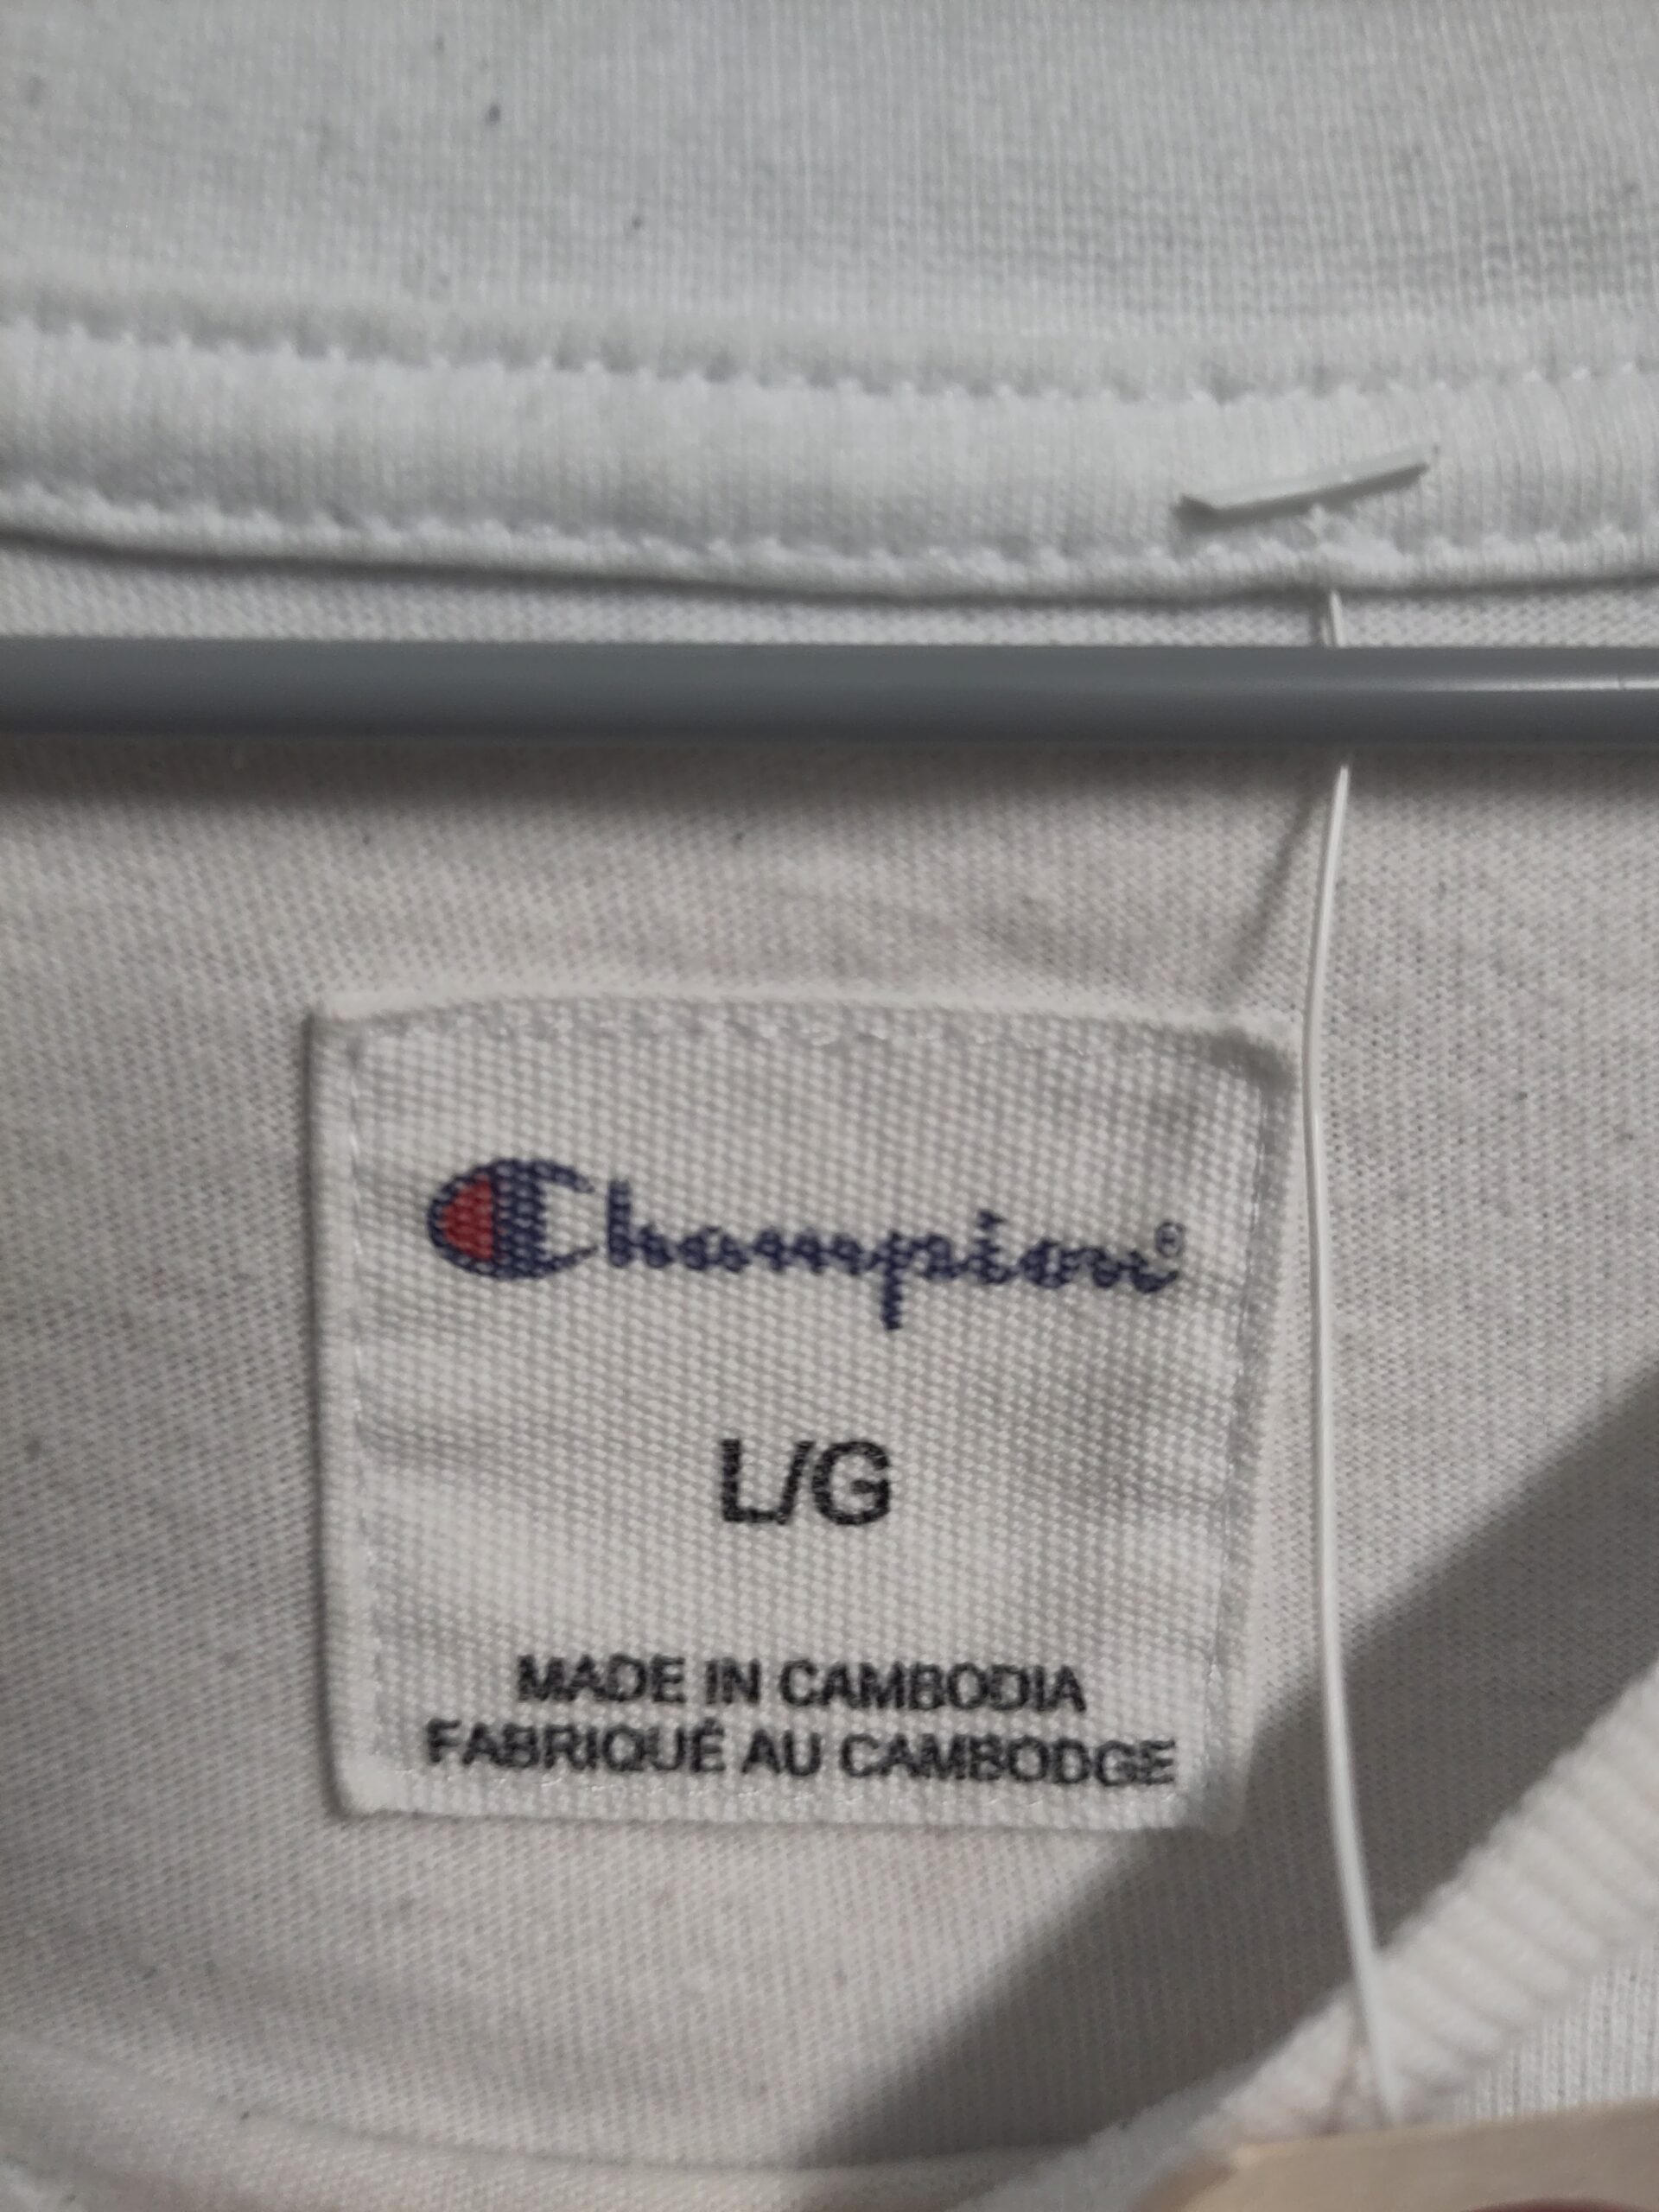 Champion®
L/G
MADE IN CAMBODIA
FABRIQUÉ AU CAMBODGE